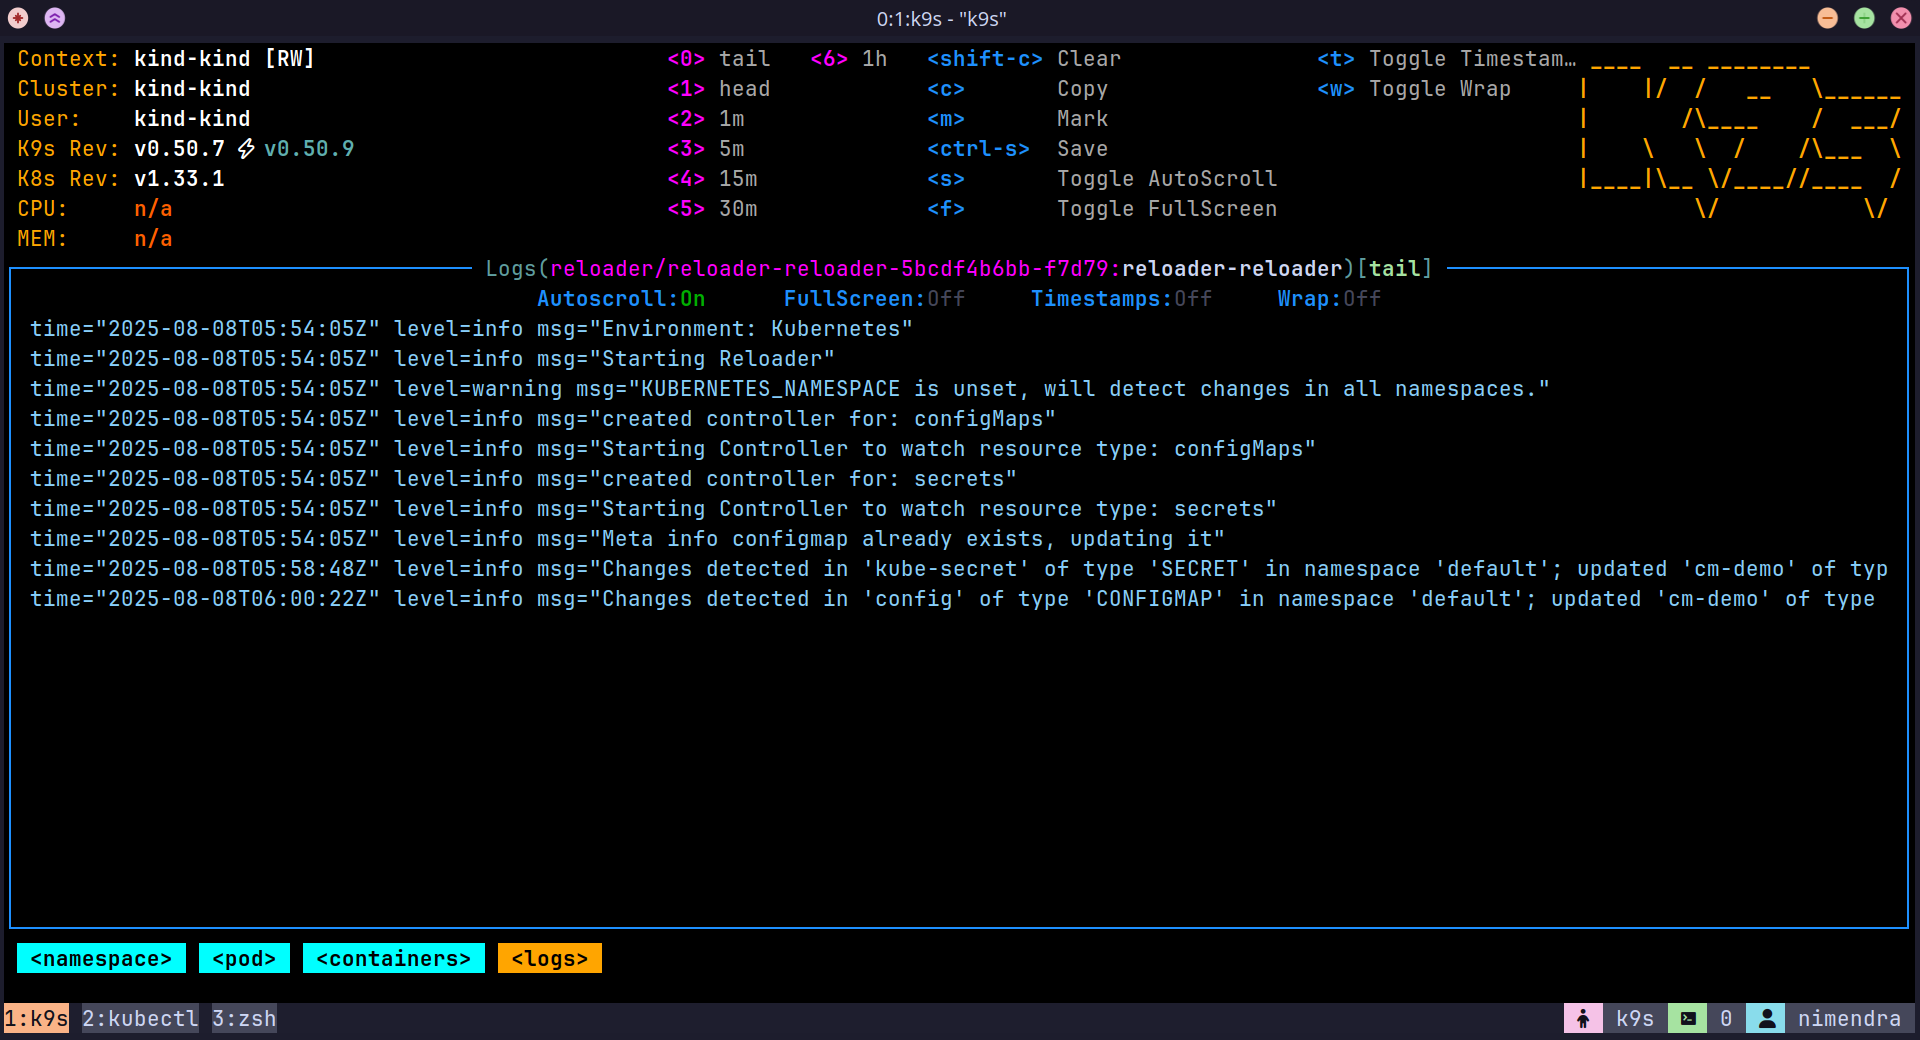 0:1:k9s - "k9s"
Context: kind-kind [RW] <0> tail <6> 1h <shift-c> Clear <t> Toggle Timestam…
Cluster: kind-kind <1> head <c> Copy <w> Toggle Wrap
User: kind-kind <2> 1m <m> Mark
K9s Rev: v0.50.7 ⚡ v0.50.9 <3> 5m <ctrl-s> Save
K8s Rev: v1.33.1 <4> 15m <s> Toggle AutoScroll
CPU: n/a <5> 30m <f> Toggle FullScreen
MEM: n/a
Logs(reloader/reloader-reloader-5bcdf4b6bb-f7d79:reloader-reloader)[tail]
Autoscroll:On FullScreen:Off Timestamps:Off Wrap:Off
time="2025-08-08T05:54:05Z" level=info msg="Environment: Kubernetes"
time="2025-08-08T05:54:05Z" level=info msg="Starting Reloader"
time="2025-08-08T05:54:05Z" level=warning msg="KUBERNETES_NAMESPACE is unset, will detect changes in all namespaces."
time="2025-08-08T05:54:05Z" level=info msg="created controller for: configMaps"
time="2025-08-08T05:54:05Z" level=info msg="Starting Controller to watch resource type: configMaps"
time="2025-08-08T05:54:05Z" level=info msg="created controller for: secrets"
time="2025-08-08T05:54:05Z" level=info msg="Starting Controller to watch resource type: secrets"
time="2025-08-08T05:54:05Z" level=info msg="Meta info configmap already exists, updating it"
time="2025-08-08T05:58:48Z" level=info msg="Changes detected in 'kube-secret' of type 'SECRET' in namespace 'default'; updated 'cm-demo' of typ
time="2025-08-08T06:00:22Z" level=info msg="Changes detected in 'config' of type 'CONFIGMAP' in namespace 'default'; updated 'cm-demo' of type
<namespace> <pod> <containers> <logs>
1:k9s 2:kubectl 3:zsh k9s 0 nimendra